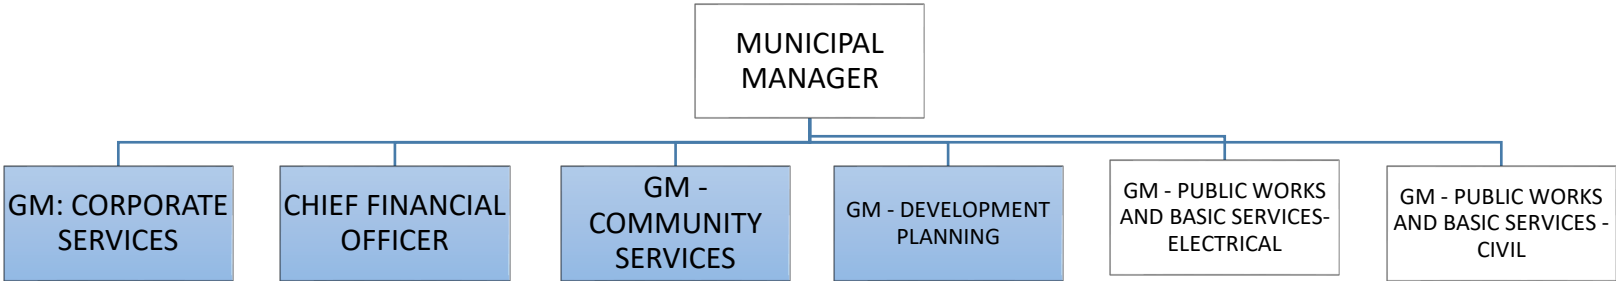 MUNICIPAL
MANAGER
GM: CORPORATE
SERVICES
CHIEF FINANCIAL
OFFICER
GM -
COMMUNITY
SERVICES
GM - DEVELOPMENT
PLANNING
GM - PUBLIC WORKS
AND BASIC SERVICES-
ELECTRICAL
GM - PUBLIC WORKS
AND BASIC SERVICES -
CIVIL